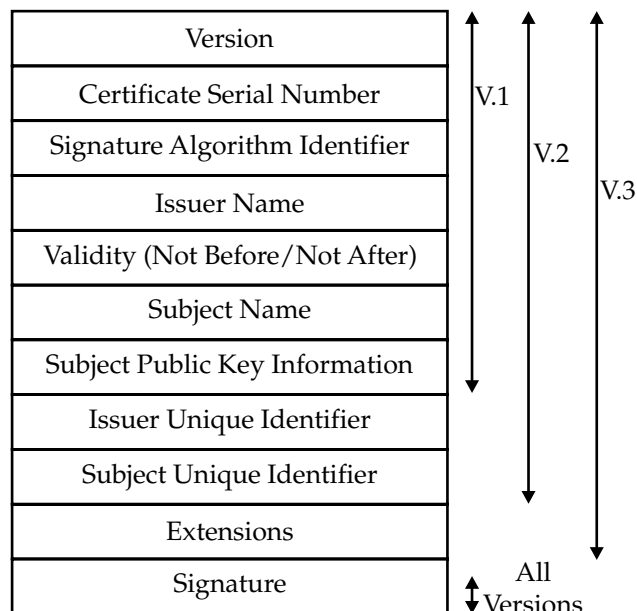 Version
Certificate Serial Number
Signature Algorithm Identifier
Issuer Name
Validity (Not Before/Not After)
Subject Name
Subject Public Key Information
Issuer Unique Identifier
Subject Unique Identifier
Extensions
Signature
V.1
V.2
V.3
All
Versions